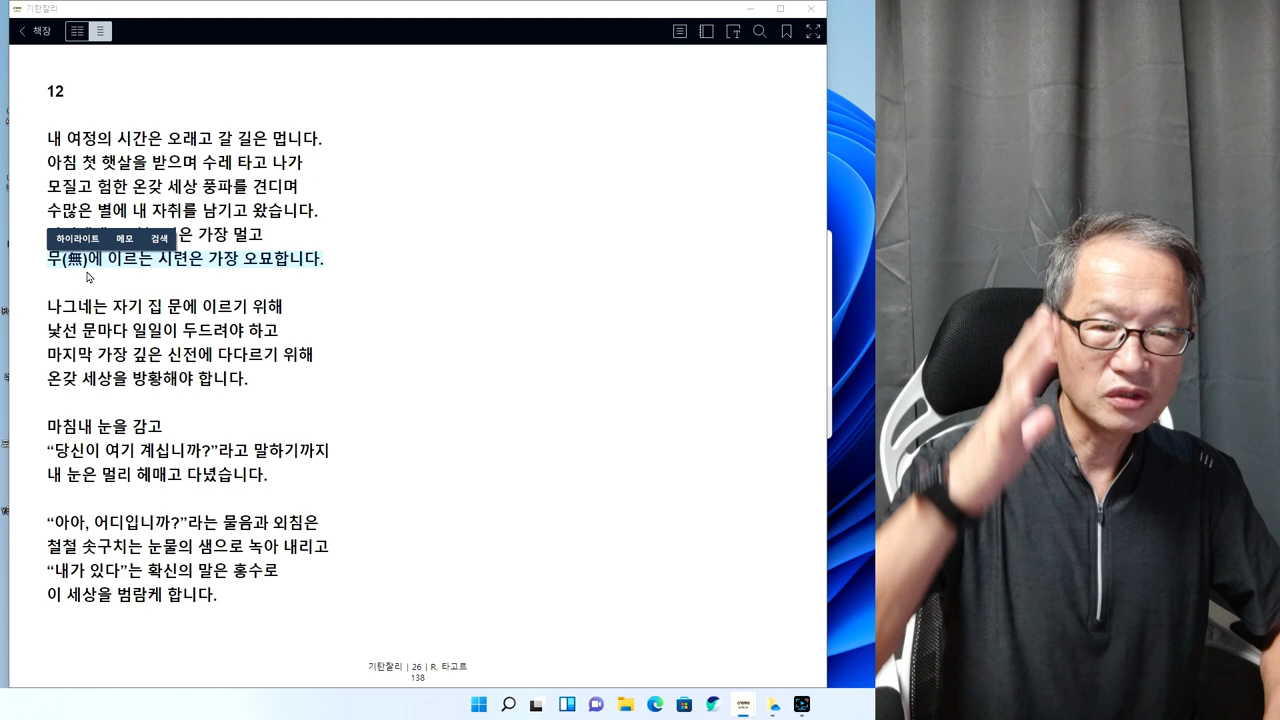 기탄잘리
책장
12
내 여정의 시간은 오래고 갈 길은 멉니다.
아침 첫 햇살을 받으며 수레 타고 나가
모질고 험한 온갖 세상 풍파를 견디며
수많은 별에 내 자취를 남기고 왔습니다.
은 가장 멀고
하이라이트 메모 검색
무(無)에 이르는 시련은 가장 오묘합니다.
나그네는 자기 집 문에 이르기 위해
낯선 문마다 일일이 두드려야 하고
마지막 가장 깊은 신전에 다다르기 위해
온갖 세상을 방황해야 합니다.
마침내 눈을 감고
“당신이 여기 계십니까?”라고 말하기까지
내 눈은 멀리 헤매고 다녔습니다.
“아아, 어디입니까?”라는 물음과 외침은
철철 솟구치는 눈물의 샘으로 녹아 내리고
“내가 있다”는 확신의 말은 홍수로
이 세상을 범람케 합니다.
기탄잘리 | 26 | R. 타고르
138